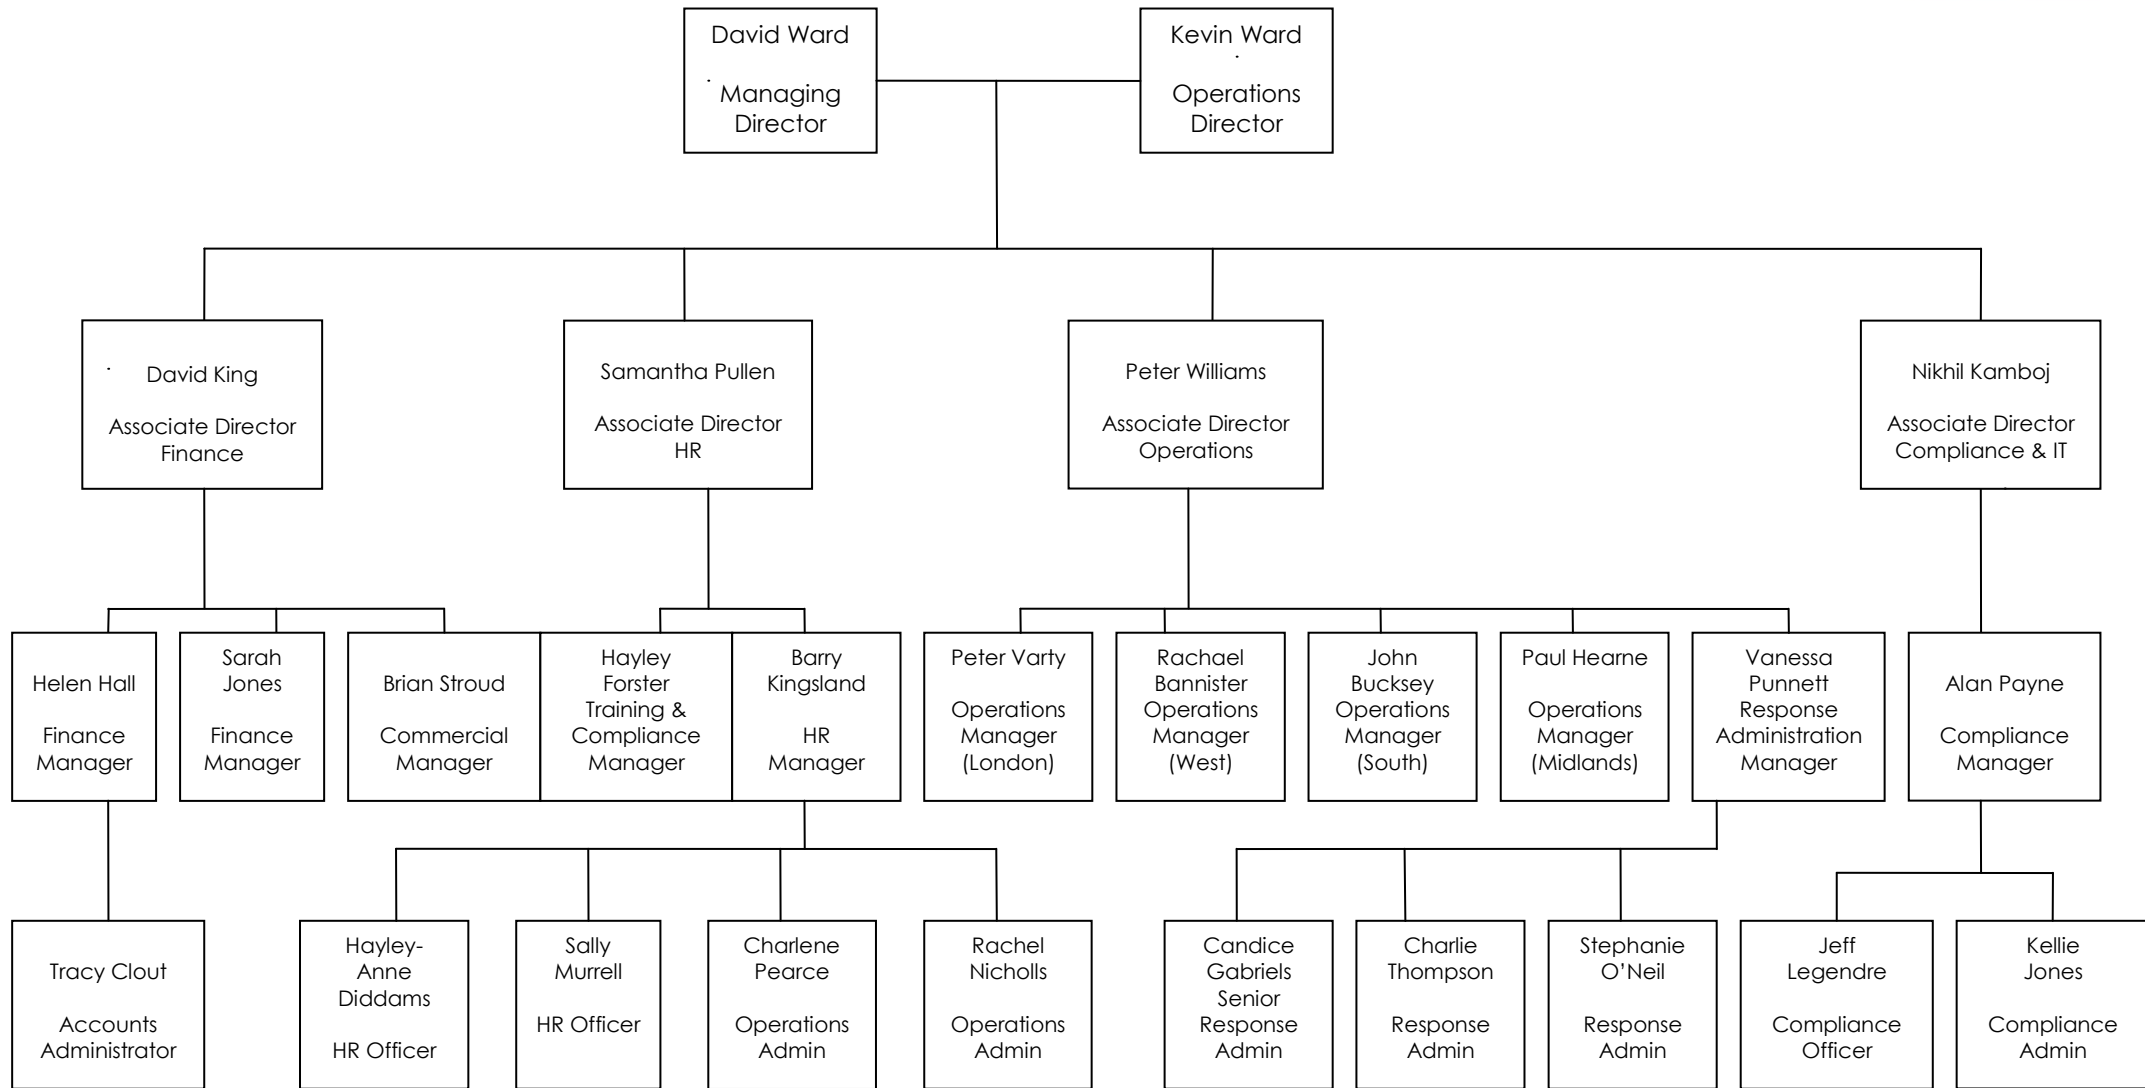 David Ward
Managing
Director
Kevin Ward
Operations
Director
David King
Associate Director
Finance
Samantha Pullen
Associate Director
HR
Peter Williams
Associate Director
Operations
Nikhil Kamboj
Associate Director
Compliance & IT
Helen Hall
Finance
Manager
Sarah
Jones
Finance
Manager
Brian Stroud
Commercial
Manager
Hayley
Forster
Training &
Compliance
Manager
Barry
Kingsland
HR
Manager
Peter Varty
Operations
Manager
(London)
Rachael
Bannister
Operations
Manager
(West)
John
Bucksey
Operations
Manager
(South)
Paul Hearne
Operations
Manager
(Midlands)
Vanessa
Punnett
Response
Administration
Manager
Alan Payne
Compliance
Manager
Tracy Clout
Accounts
Administrator
Hayley-
Anne
Diddams
HR Officer
Sally
Murrell
HR Officer
Charlene
Pearce
Operations
Admin
Rachel
Nicholls
Operations
Admin
Candice
Gabriels
Senior
Response
Admin
Charlie
Thompson
Response
Admin
Stephanie
O’Neil
Response
Admin
Jeff
Legendre
Compliance
Officer
Kellie
Jones
Compliance
Admin